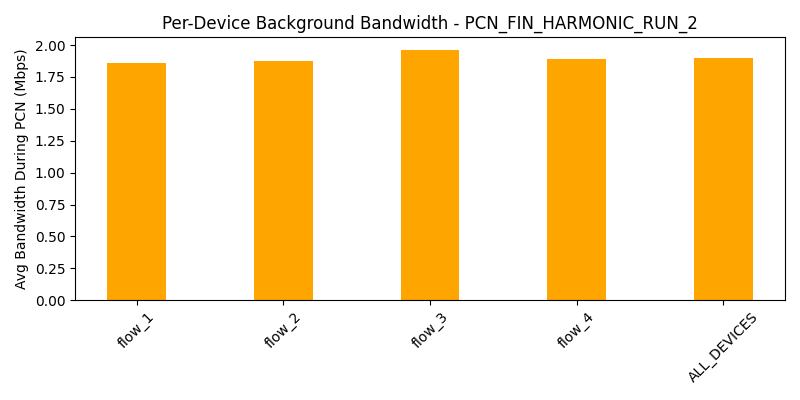 Per-Device Background Bandwidth - PCN_FIN_HARMONIC_RUN_2
Avg Bandwidth During PCN (Mbps)
2.00
1.75
1.50
1.25
1.00
0.75
0.50
0.25
0.00
flow_1
flow_2
flow_3
flow_4
ALL_DEVICES